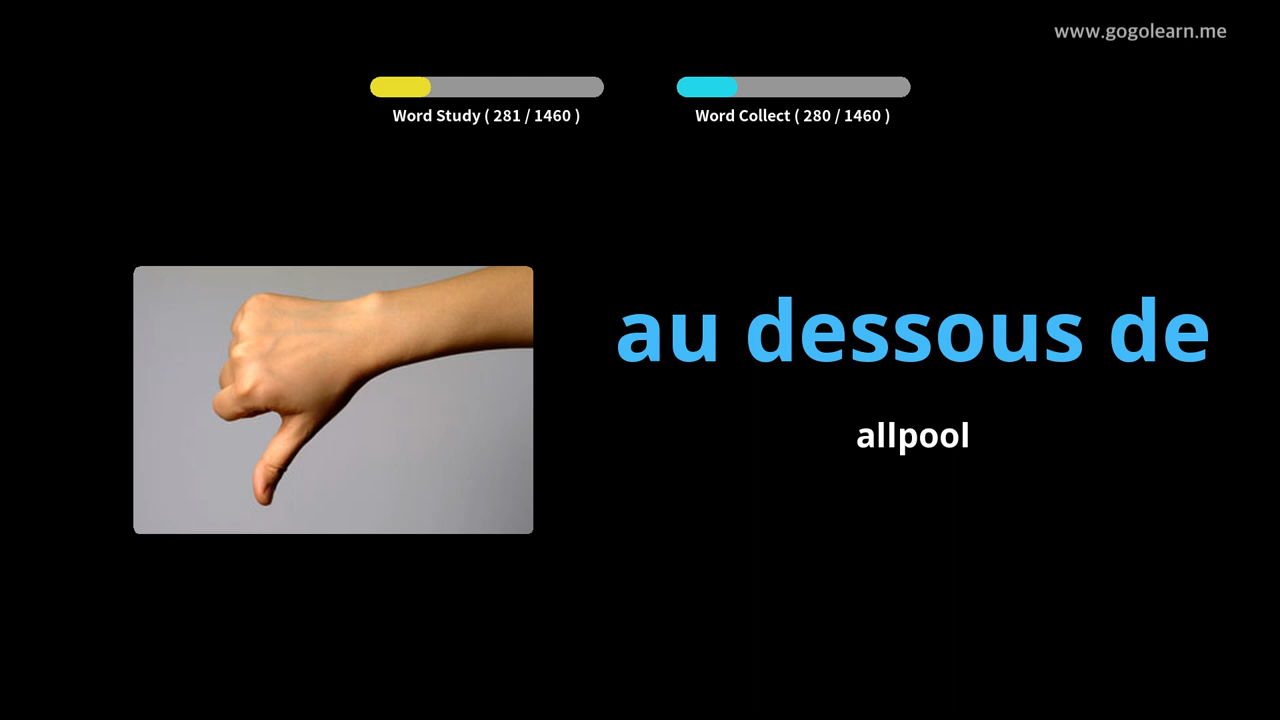 www.gogolearn.me
Word Study ( 281 / 1460 )
Word Collect ( 280 / 1460 )
au dessous de
allpool